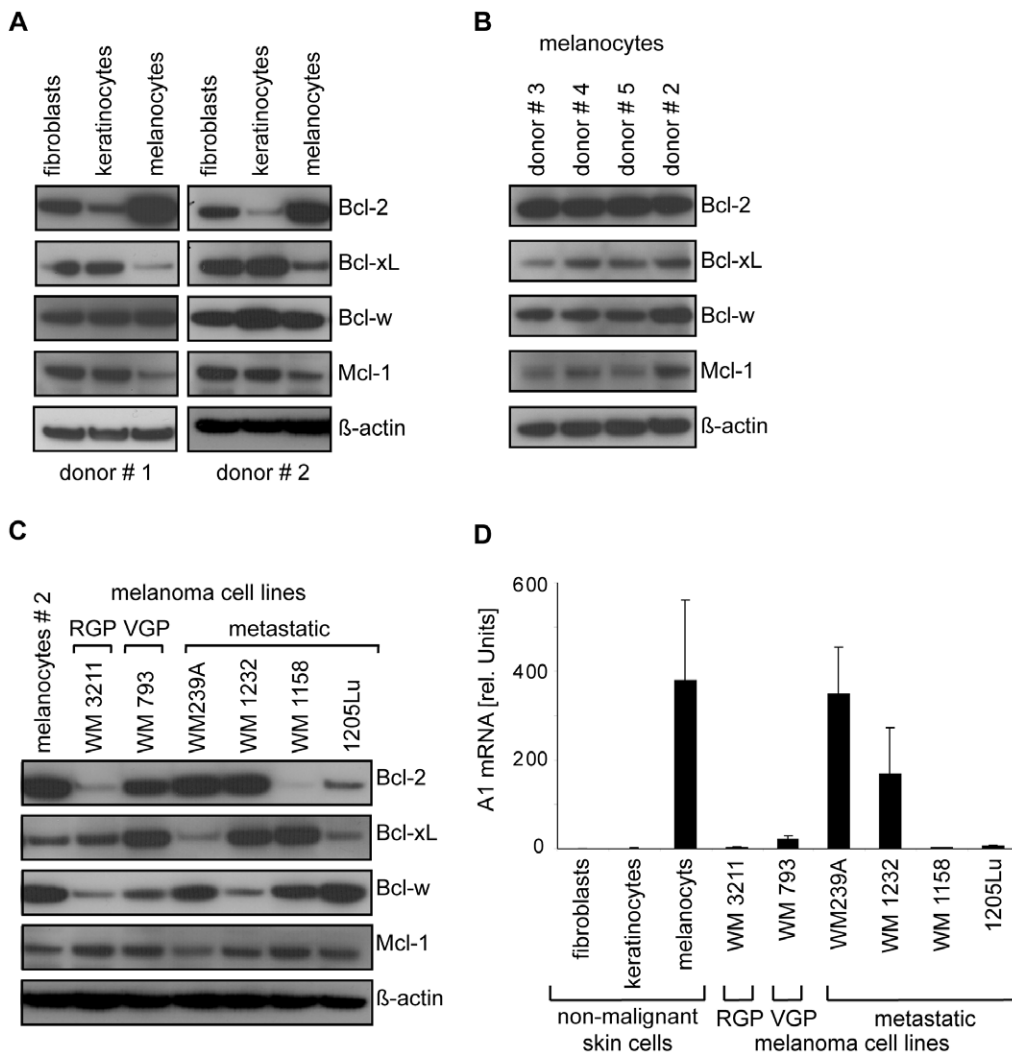 A
fibroblasts
keratinocytes
melanocytes
fibroblasts
keratinocytes
melanocytes
Bcl-2
Bcl-xL
Bcl-w
Mcl-1
ß-actin
donor # 1
donor # 2
B
melanocytes
donor # 3
donor # 4
donor # 5
donor # 2
Bcl-2
Bcl-xL
Bcl-w
Mcl-1
ß-actin
C
melanocytes # 2
melanoma cell lines
RGP
VGP
metastatic
WM 3211
WM 793
WM239A
WM 1232
WM 1158
1205Lu
Bcl-2
Bcl-xL
Bcl-w
Mcl-1
ß-actin
D
A1 mRNA [rel. Units]
600
400
200
0
fibroblasts
keratinocytes
melanocyts
WM 3211
WM 793
WM239A
WM 1232
WM 1158
1205Lu
non-malignant
skin cells
RGP
VGP
metastatic
melanoma cell lines